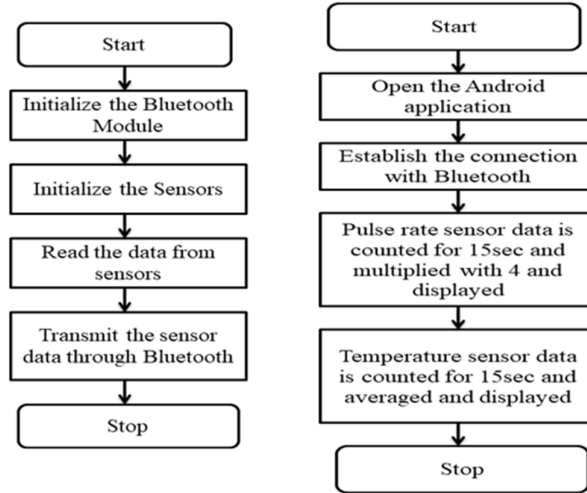 Start
Initialize the Bluetooth
Module
Initialize the Sensors
Read the data from
sensors
Transmit the sensor
data through Bluetooth
Stop
Start
Open the Android
application
Establish the connection
with Bluetooth
Pulse rate sensor data is
counted for 15sec and
multiplied with 4 and
displayed
Temperature sensor data
is counted for 15sec and
averaged and displayed
Stop